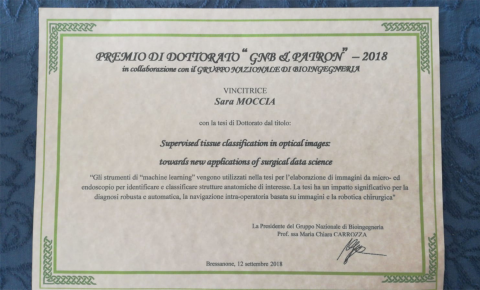 PREMIO DI DOTTORATO " GNB & PATRON" – 2018
in collaborazione con il GRUPPO NAZIONALE DI BIOINGEGNERIA
VINCITRICE
Sara MOCCIA
con la tesi di Dottorato dal titolo:
Supervised tissue classification in optical images:
towards new applications of surgical data science
"Gli strumenti di "machine learning" vengono utilizzati nella tesi per l'elaborazione di immagini da micro- ed
endoscopio per identificare e classificare strutture anatomiche di interesse. La tesi ha un impatto significativo per la
diagnosi robusta e automatica, la navigazione intra-operatoria basata su immagini e la robotica chirurgica"
La Presidente del Gruppo Nazionale di Bioingegneria
Prof. ssa Maria Chiara CARROZZA
Bressanone, 12 settembre 2018